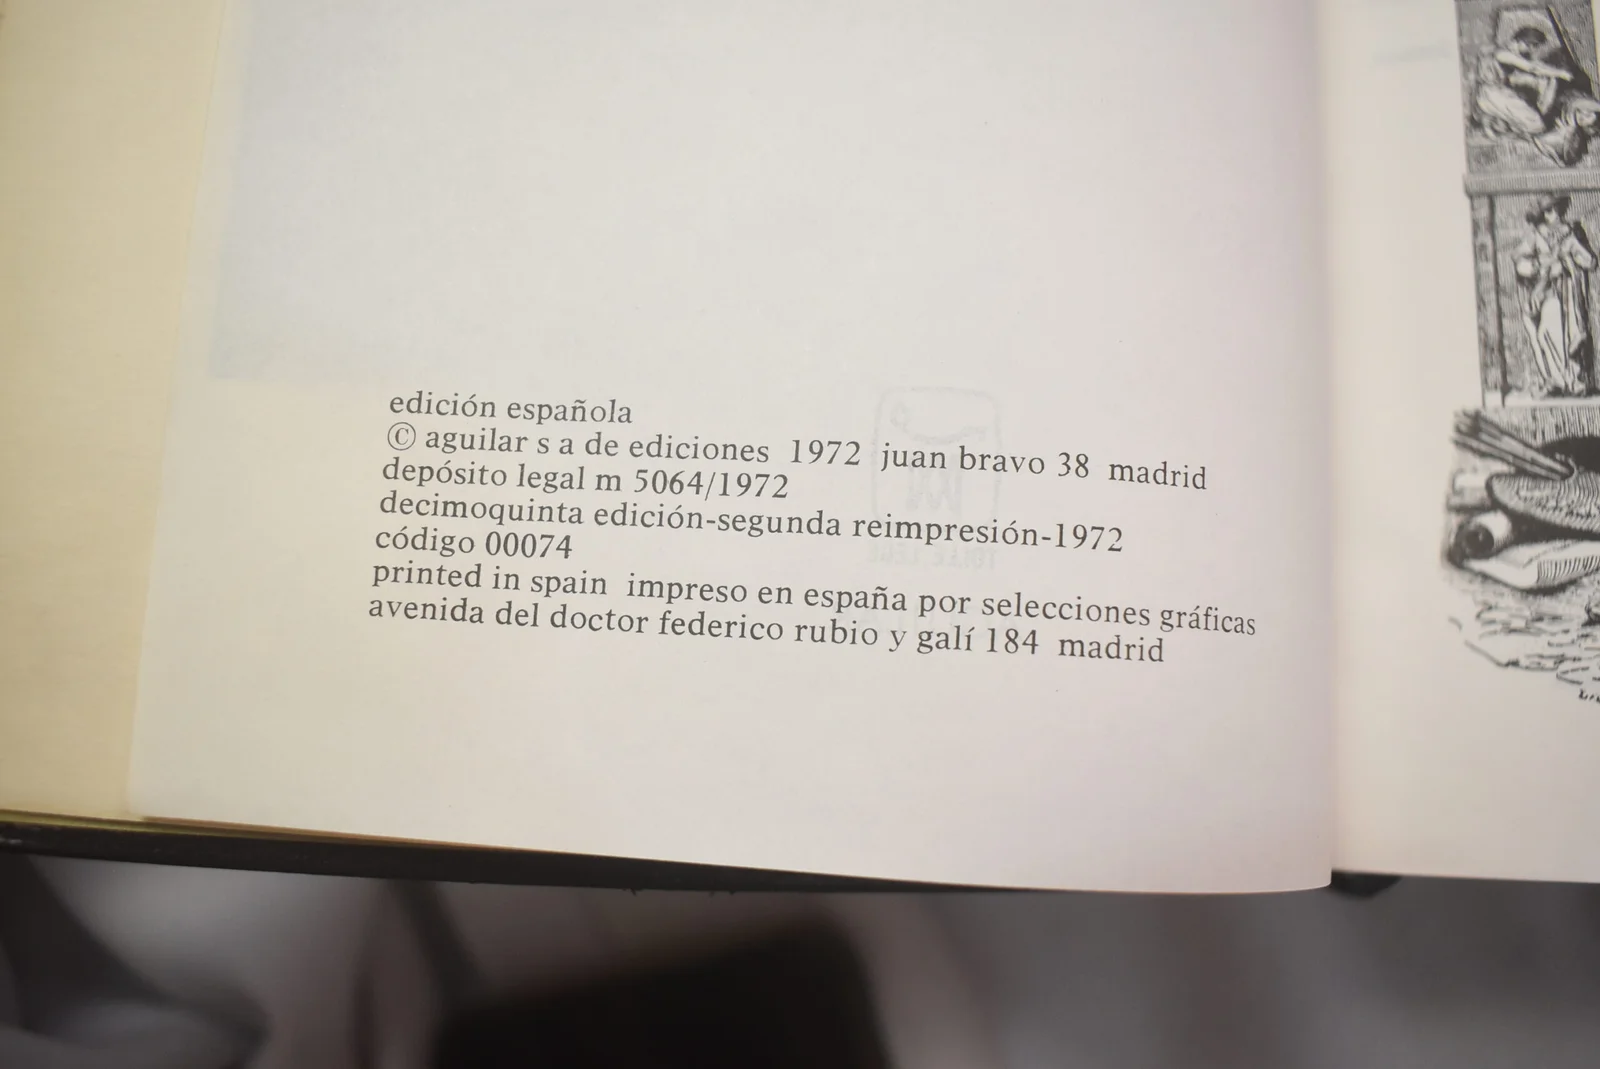 edición española
© aguilar s a de ediciones 1972 juan bravo 38 madrid
depósito legal m 5064/1972
decimoquinta edición-segunda reimpresión-1972
código 00074
printed in spain impreso en españa por selecciones gráficas
avenida del doctor federico rubio y galí 184 madrid